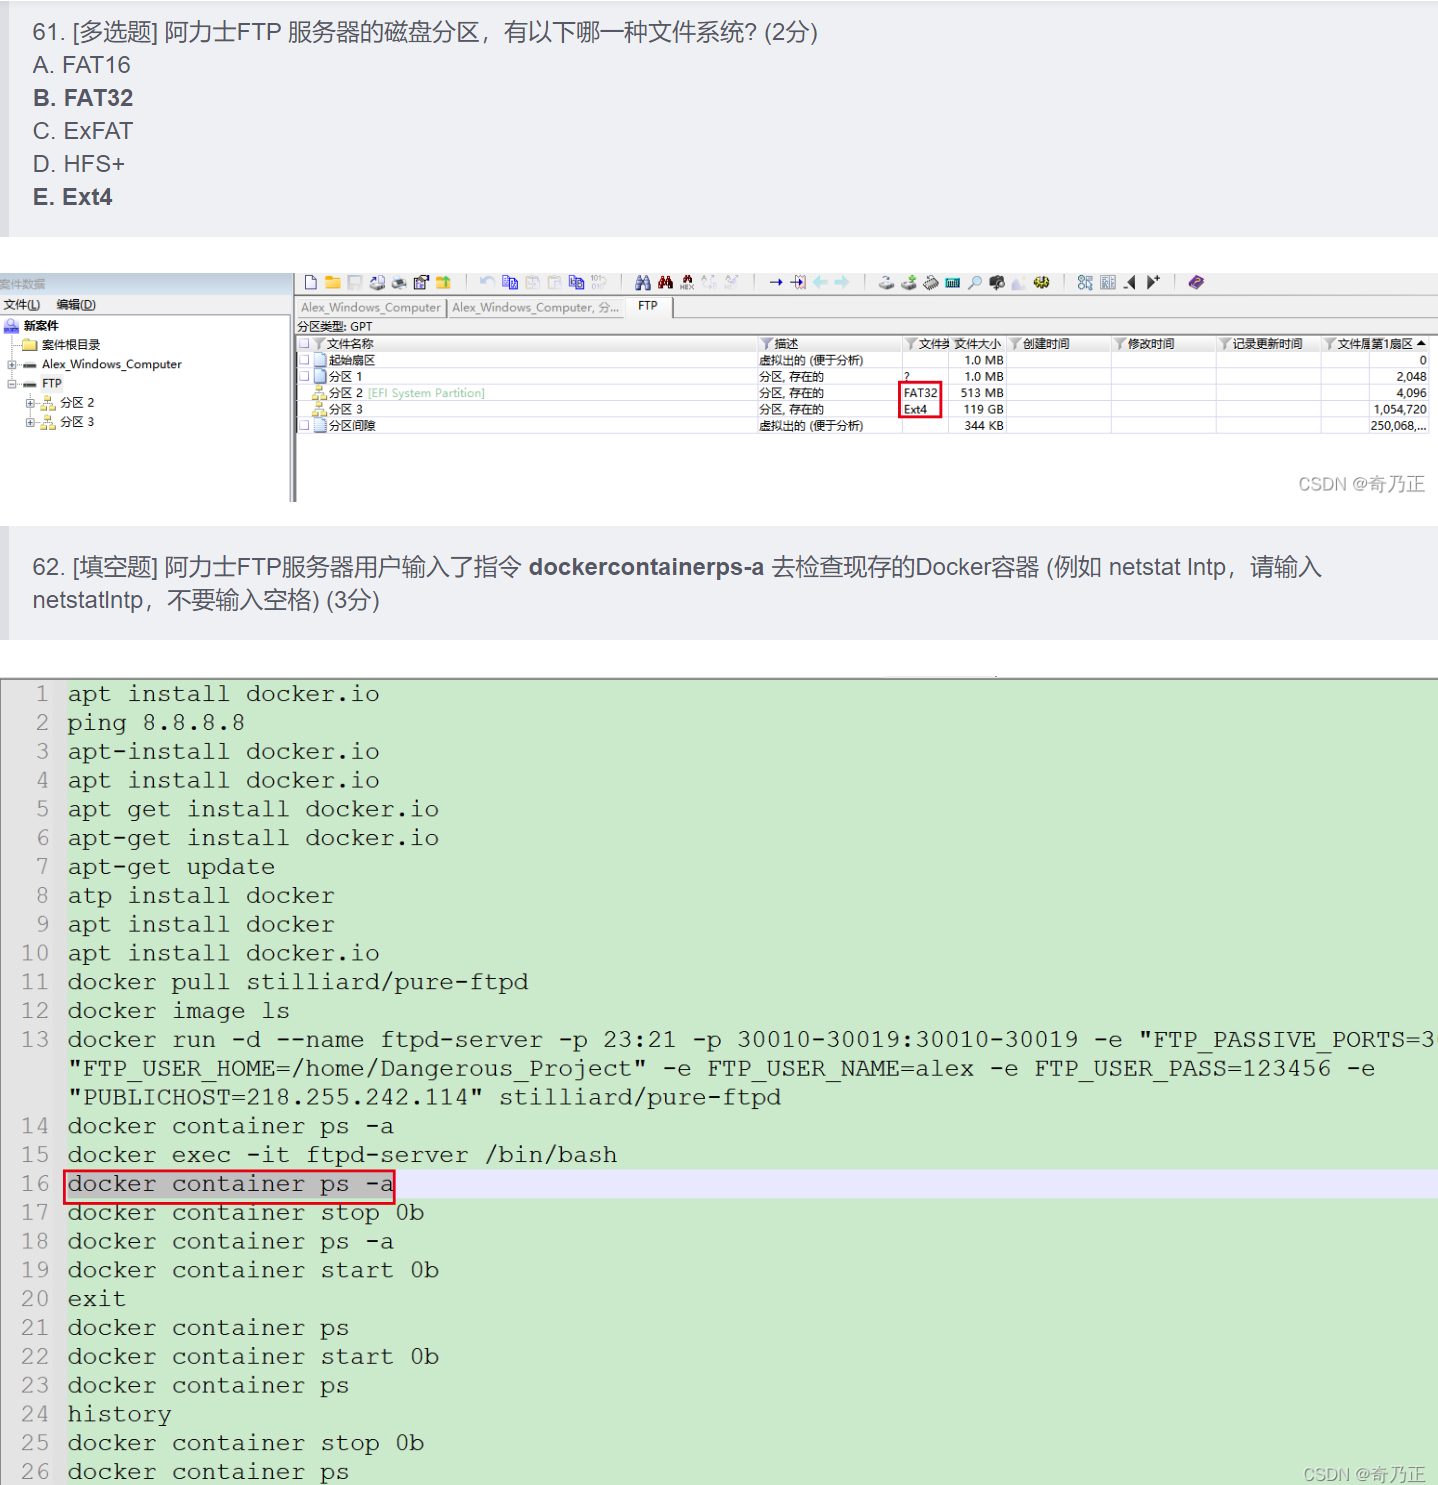 61. [多选题] 阿力士FTP 服务器的磁盘分区，有以下哪一种文件系统? (2分)
A. FAT16
B. FAT32
C. ExFAT
D. HFS+
E. Ext4
案件数据
文件(L) 编辑(D)
新案件
案件根目录
Alex_Windows_Computer
FTP
分区 2
分区 3
Alex_Windows_Computer Alex_Windows_Computer, 分... FTP
分区类型: GPT
文件名称 描述 文件类 文件大小 创建时间 修改时间 记录更新时间 文件属 第1扇区
起始扇区 虚拟出的 (便于分析) 1.0 MB 0
分区 1 分区, 存在的 ? 1.0 MB 2,048
分区 2 [EFI System Partition] 分区, 存在的 FAT32 513 MB 4,096
分区 3 分区, 存在的 Ext4 119 GB 1,054,720
分区间隙 虚拟出的 (便于分析) 344 KB 250,068,...
CSDN @奇乃正
62. [填空题] 阿力士FTP服务器用户输入了指令 dockercontainerps-a 去检查现存的Docker容器 (例如 netstat lntp，请输入
netstatlntp，不要输入空格) (3分)
1 apt install docker.io
2 ping 8.8.8.8
3 apt-install docker.io
4 apt install docker.io
5 apt get install docker.io
6 apt-get install docker.io
7 apt-get update
8 atp install docker
9 apt install docker
10 apt install docker.io
11 docker pull stilliard/pure-ftpd
12 docker image ls
13 docker run -d --name ftpd-server -p 23:21 -p 30010-30019:30010-30019 -e "FTP_PASSIVE_PORTS=3
"FTP_USER_HOME=/home/Dangerous_Project" -e FTP_USER_NAME=alex -e FTP_USER_PASS=123456 -e
"PUBLICHOST=218.255.242.114" stilliard/pure-ftpd
14 docker container ps -a
15 docker exec -it ftpd-server /bin/bash
16 docker container ps -a
17 docker container stop 0b
18 docker container ps -a
19 docker container start 0b
20 exit
21 docker container ps
22 docker container start 0b
23 docker container ps
24 history
25 docker container stop 0b
26 docker container ps
CSDN @奇乃正